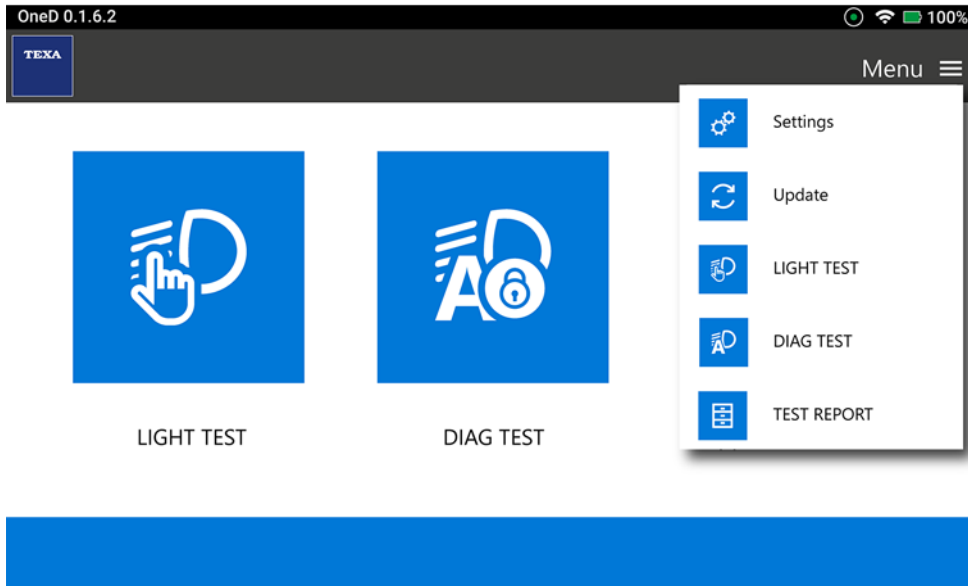 OneD 0.1.6.2
100%
TEXA
Menu
Settings
Update
LIGHT TEST
DIAG TEST
TEST REPORT
LIGHT TEST
DIAG TEST